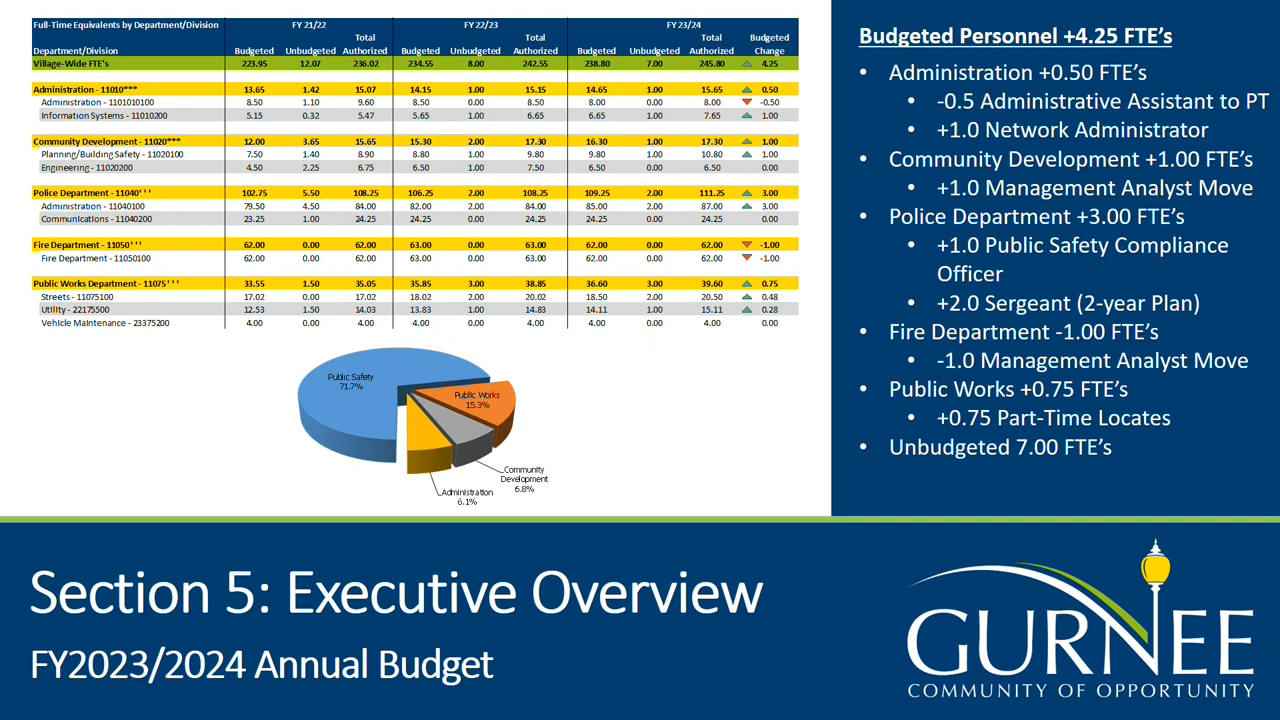 Full-Time Equivalents by Department/Division FY 21/22 FY 22/23 FY 23/24
Total Total Total Budgeted
Department/Division Budgeted Unbudgeted Authorized Budgeted Unbudgeted Authorized Budgeted Unbudgeted Authorized Change
Village-Wide FTE's 223.95 12.07 236.02 234.55 8.00 242.55 238.80 7.00 245.80 4.25
Administration - 11010*** 13.65 1.42 15.07 14.15 1.00 15.15 14.65 1.00 15.65 0.50
Administration - 1101010100 8.50 1.10 9.60 8.50 0.00 8.50 8.00 0.00 8.00 -0.50
Information Systems - 11010200 5.15 0.32 5.47 5.65 1.00 6.65 6.65 1.00 7.65 1.00
Community Development - 11020*** 12.00 3.65 15.65 15.30 2.00 17.30 16.30 1.00 17.30 1.00
Planning/Building Safety - 11020100 7.50 1.40 8.90 8.80 1.00 9.80 9.80 1.00 10.80 1.00
Engineering - 11020200 4.50 2.25 6.75 6.50 1.00 7.50 6.50 0.00 6.50 0.00
Police Department - 11040''' 102.75 5.50 108.25 106.25 2.00 108.25 109.25 2.00 111.25 3.00
Administration - 11040100 79.50 4.50 84.00 82.00 2.00 84.00 85.00 2.00 87.00 3.00
Communications - 11040200 23.25 1.00 24.25 24.25 0.00 24.25 24.25 0.00 24.25 0.00
Fire Department - 11050''' 62.00 0.00 62.00 63.00 0.00 63.00 62.00 0.00 62.00 -1.00
Fire Department - 11050100 62.00 0.00 62.00 63.00 0.00 63.00 62.00 0.00 62.00 -1.00
Public Works Department - 11075''' 33.55 1.50 35.05 35.85 3.00 38.85 36.60 3.00 39.60 0.75
Streets - 11075100 17.02 0.00 17.02 18.02 2.00 20.02 18.50 2.00 20.50 0.48
Utility - 22175500 12.53 1.50 14.03 13.83 1.00 14.83 14.11 1.00 15.11 0.28
Vehicle Maintenance - 23375200 4.00 0.00 4.00 4.00 0.00 4.00 4.00 0.00 4.00 0.00
Public Safety
71.7%
Public Works
15.3%
Community
Development
6.8%
Administration
6.1%
Budgeted Personnel +4.25 FTE's
• Administration +0.50 FTE's
• -0.5 Administrative Assistant to PT
• +1.0 Network Administrator
• Community Development +1.00 FTE's
• +1.0 Management Analyst Move
• Police Department +3.00 FTE's
• +1.0 Public Safety Compliance
Officer
• +2.0 Sergeant (2-year Plan)
• Fire Department -1.00 FTE's
• -1.0 Management Analyst Move
• Public Works +0.75 FTE's
• +0.75 Part-Time Locates
• Unbudgeted 7.00 FTE's
Section 5: Executive Overview
FY2023/2024 Annual Budget
GURNEE
COMMUNITY OF OPPORTUNITY